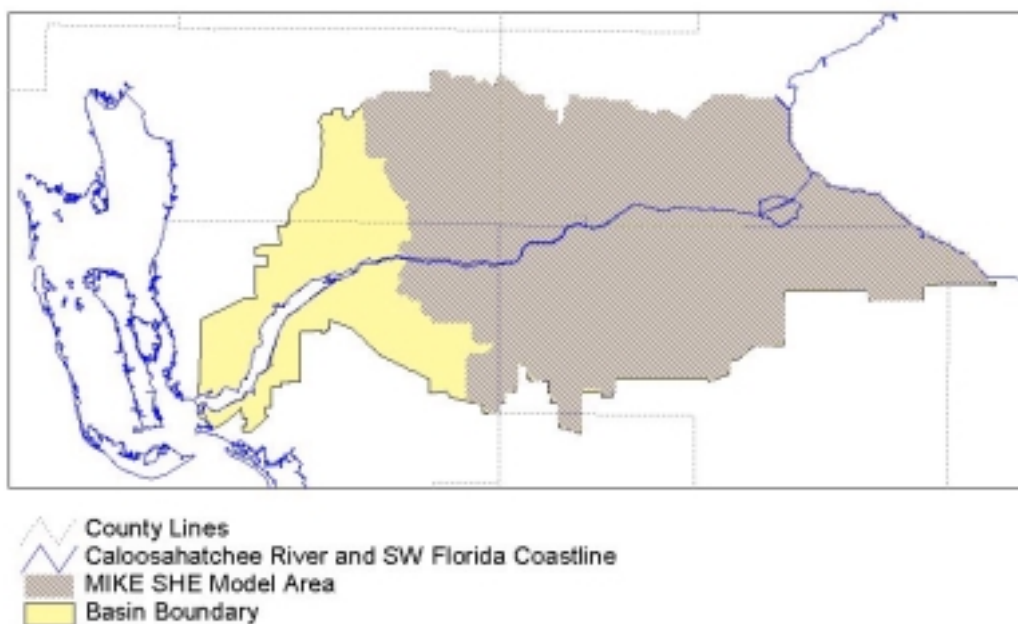 County Lines
Caloosahatchee River and SW Florida Coastline
MIKE SHE Model Area
Basin Boundary